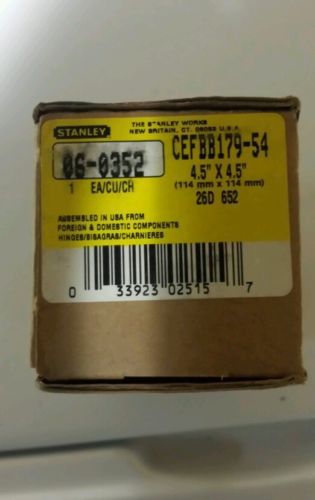 STANLEY
THE STANLEY WORKS
NEW BRITAIN, CT. 06053 U.S.A.
06-0352
1 EA/CU/CH
CEFBB179-54
4.5" X 4.5"
(114 mm x 114 mm)
26D 652
ASSEMBLED IN USA FROM
FOREIGN & DOMESTIC COMPONENTS
HINGES/BISAGRAS/CHARNIERES
0 33923 02515 7